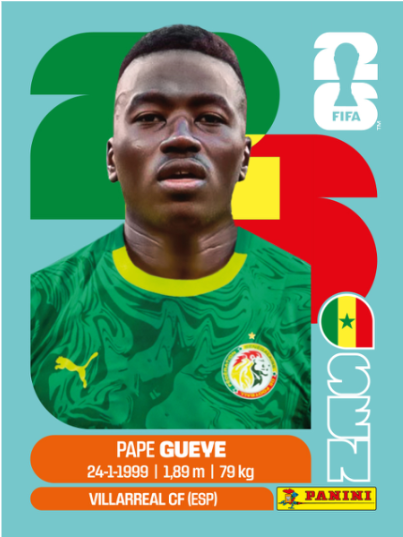 26
FIFA
SEN
PAPE GUEYE
24-1-1999 | 1,89 m | 79 kg
VILLARREAL CF (ESP)
PANINI